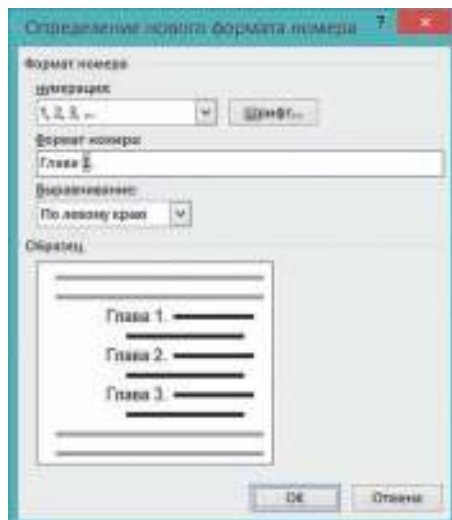 Определение нового формата номера ?
Формат номера
нумерация:
1, 2, 3, ...
Шрифт...
Формат номера:
Глава 1.
Выравнивание:
По левому краю
Образец
Глава 1.
Глава 2.
Глава 3.
ОК Отмена